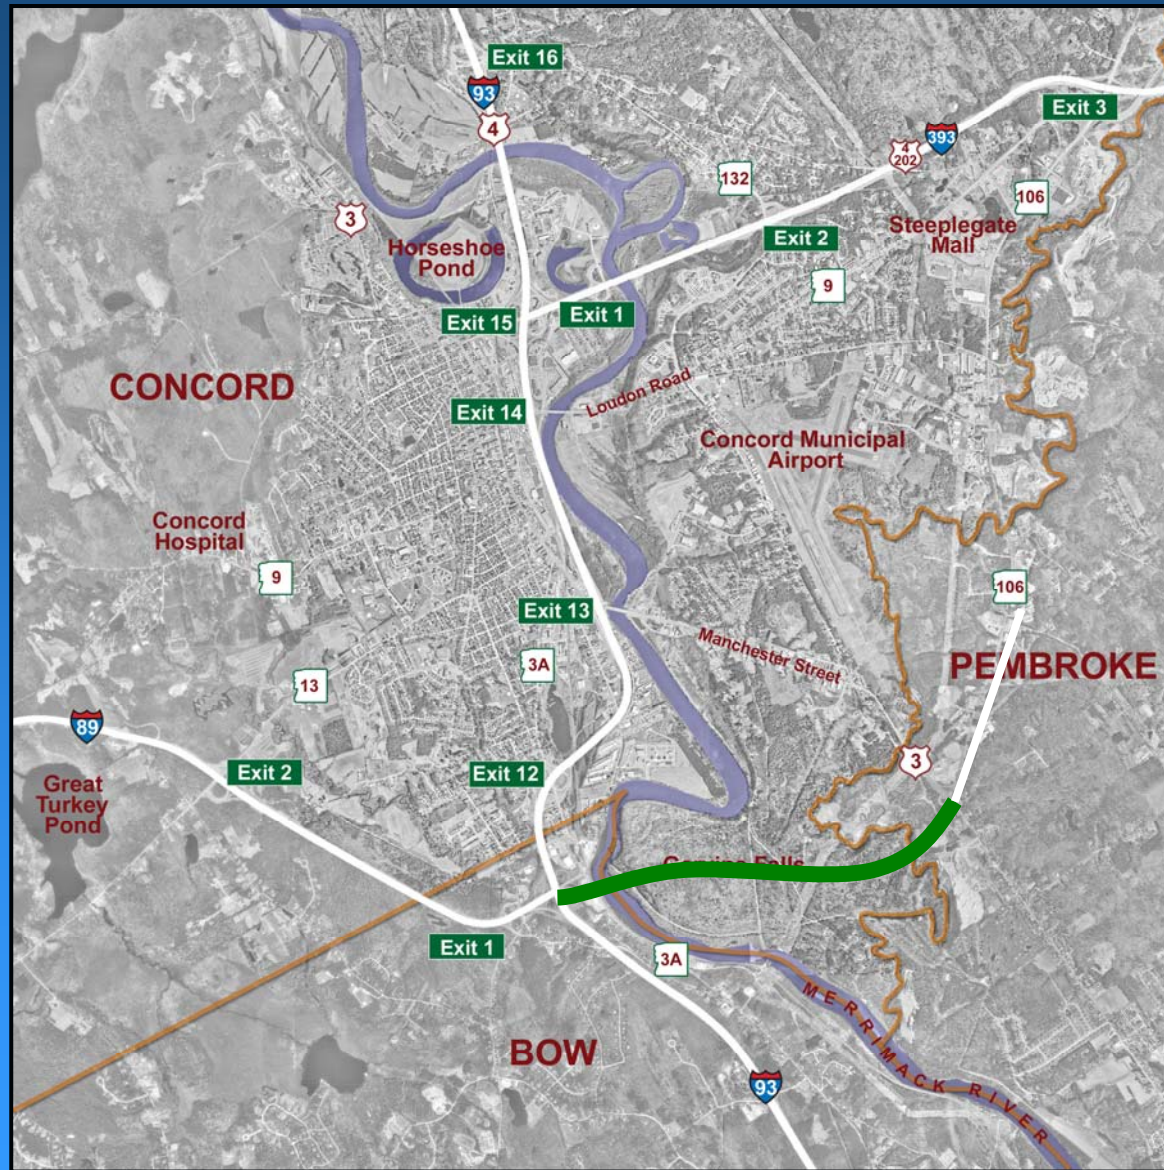 Exit 16
93
4
Exit 3
393
4
202
132
106
3
Steeplegate
Mall
Exit 2
Horseshoe
Pond
9
Exit 15
Exit 1
CONCORD
Loudon Road
Exit 14
Concord Municipal
Airport
Concord
Hospital
9
106
Exit 13
Manchester Street
3A
PEMBROKE
13
89
3
Exit 2
Exit 12
Great
Turkey
Pond
Falls
Exit 1
3A
MERRIMACK RIVER
BOW
93